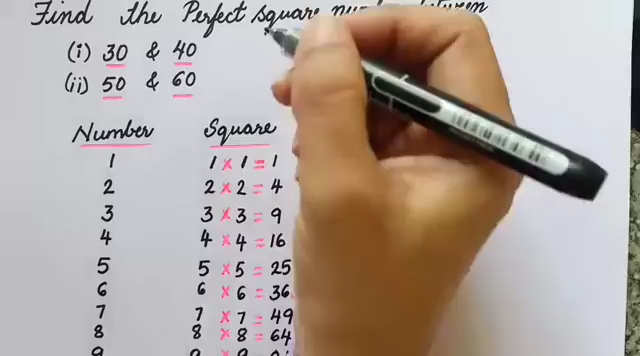 Find the Perfect square number between
(i) 30 & 40
(ii) 50 & 60
Number Square
1 1 × 1 = 1
2 2 × 2 = 4
3 3 × 3 = 9
4 4 × 4 = 16
5 5 × 5 = 25
6 6 × 6 = 36
7 7 × 7 = 49
8 8 × 8 = 64